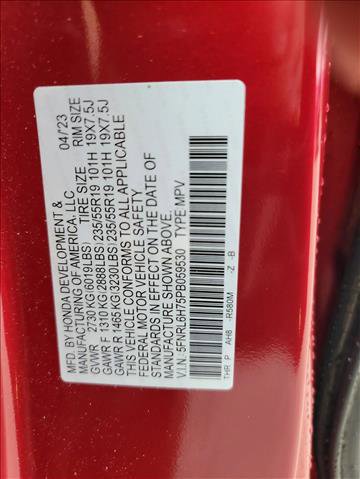 MFD. BY HONDA DEVELOPMENT & 04/'23
MANUFACTURING OF AMERICA, LLC
TIRE SIZE RIM SIZE
GVWR 2730 KG(6019LBS)
GAWR F 1310 KG(2888LBS)235/55R19 101H 19X7.5J
GAWR R 1465 KG(3230LBS)235/55R19 101H 19X7.5J
THIS VEHICLE CONFORMS TO ALL APPLICABLE
FEDERAL MOTOR VEHICLE SAFETY
STANDARDS IN EFFECT ON THE DATE OF
MANUFACTURE SHOWN ABOVE.
V.I.N: 5FNRL6H75PB059530 TYPE MPV
THR P AH8 -R580M -Z -B